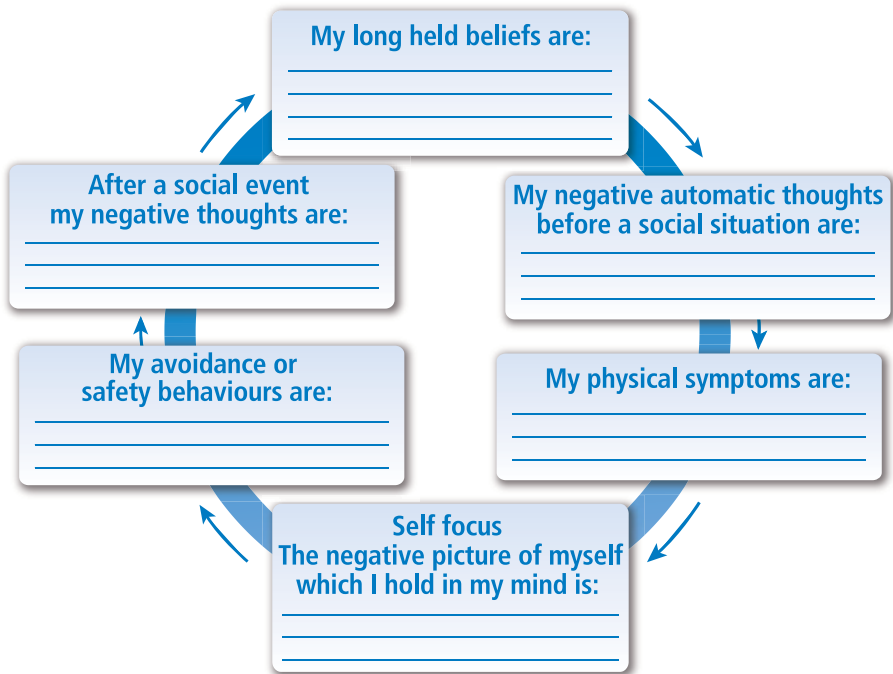 My long held beliefs are:
My negative automatic thoughts
before a social situation are:
My physical symptoms are:
Self focus
The negative picture of myself
which I hold in my mind is:
My avoidance or
safety behaviours are:
After a social event
my negative thoughts are: